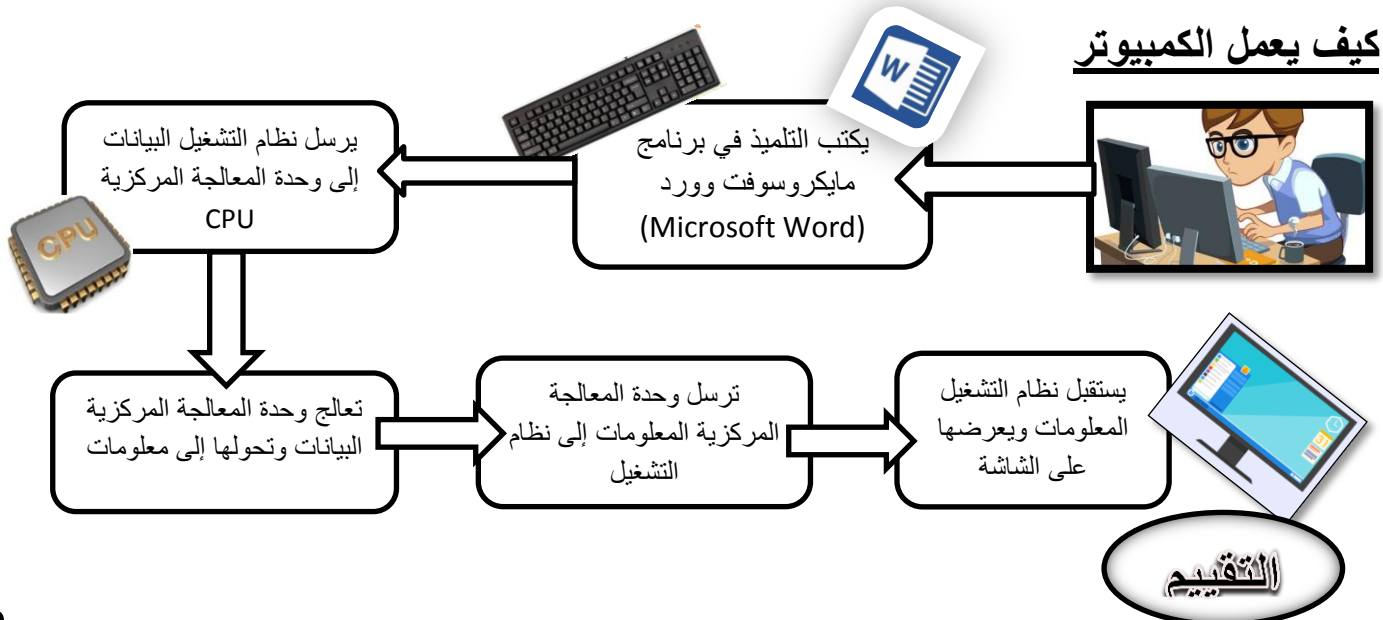 كيف يعمل الكمبيوتر
W
يكتب التلميذ في برنامج
مايكروسوفت وورد
(Microsoft Word)
يرسل نظام التشغيل البيانات
إلى وحدة المعالجة المركزية
CPU
CPU
تعالج وحدة المعالجة المركزية
البيانات وتحولها إلى معلومات
ترسل وحدة المعالجة
المركزية المعلومات إلى نظام
التشغيل
يستقبل نظام التشغيل
المعلومات ويعرضها
على الشاشة
التقييم